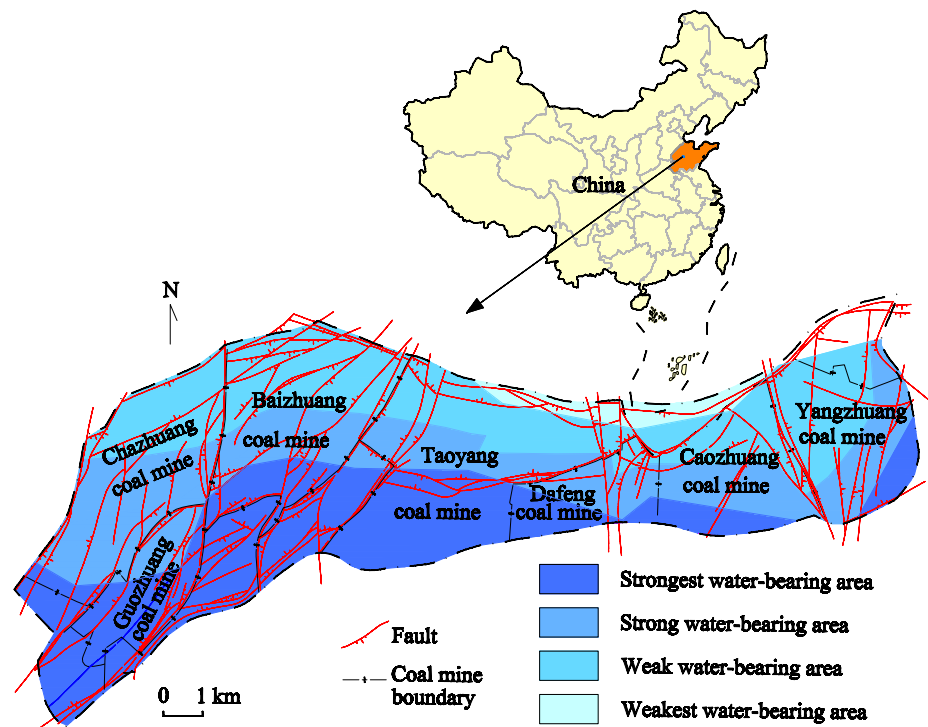 China
N
Chazhuang
coal mine
Baizhuang
coal mine
Guozhuang
coal mine
Taoyang
coal mine
Dafeng
coal mine
Caozhuang
coal mine
Yangzhuang
coal mine
Fault
Coal mine
boundary
0 1 km
Strongest water-bearing area
Strong water-bearing area
Weak water-bearing area
Weakest water-bearing area